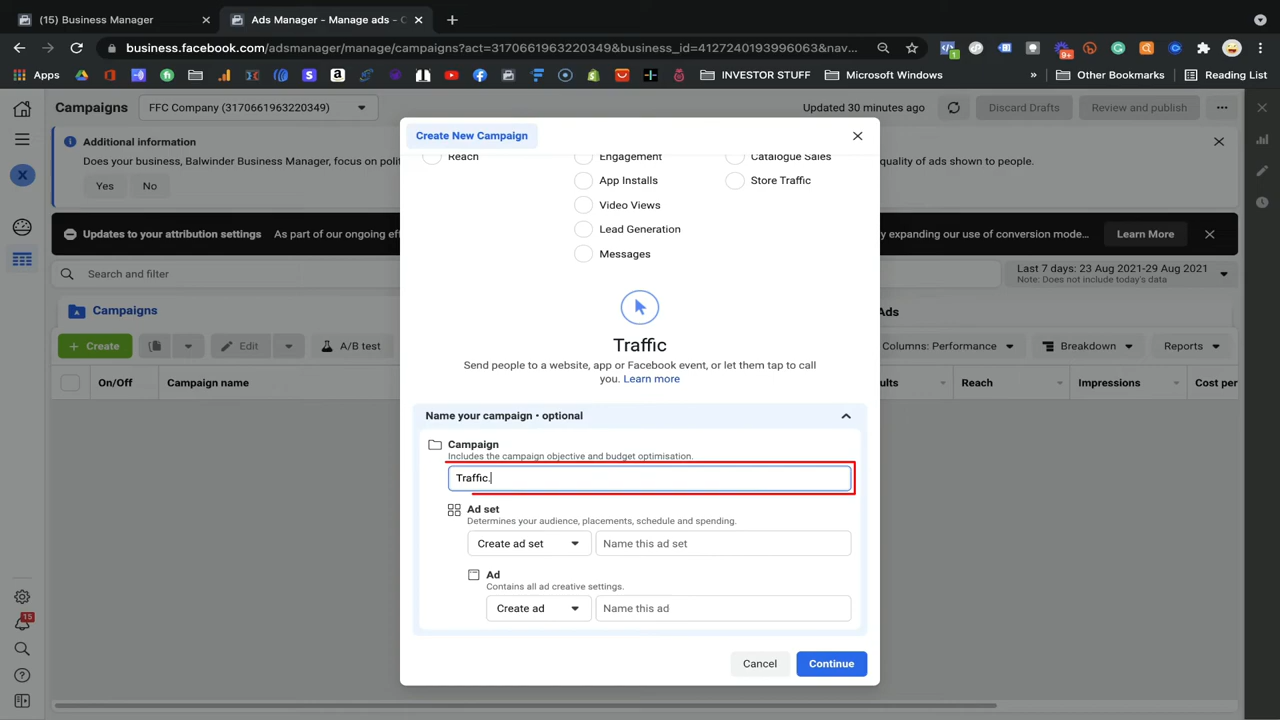 (15) Business Manager
Ads Manager - Manage ads - C
business.facebook.com/adsmanager/manage/campaigns?act=3170661963220349&business_id=4127240193996063&nav...
1
9+
Apps
INVESTOR STUFF
Microsoft Windows
»
Other Bookmarks
Reading List
Campaigns
FFC Company (3170661963220349)
Updated 30 minutes ago
Discard Drafts
Review and publish
Additional information
Does your business, Balwinder Business Manager, focus on polit
quality of ads shown to people.
Yes
No
X
Updates to your attribution settings
As part of our ongoing eff
y expanding our use of conversion mode...
Learn More
Search and filter
Last 7 days: 23 Aug 2021-29 Aug 2021
Note: Does not include today's data
Campaigns
Ads
+ Create
Edit
A/B test
Columns: Performance
Breakdown
Reports
On/Off
Campaign name
ults
Reach
Impressions
Cost per
15
Create New Campaign
Reach
Engagement
Catalogue Sales
App Installs
Store Traffic
Video Views
Lead Generation
Messages
Traffic
Send people to a website, app or Facebook event, or let them tap to call
you. Learn more
Name your campaign • optional
Campaign
Includes the campaign objective and budget optimisation.
Traffic.
Ad set
Determines your audience, placements, schedule and spending.
Create ad set
Name this ad set
Ad
Contains all ad creative settings.
Create ad
Name this ad
Cancel
Continue